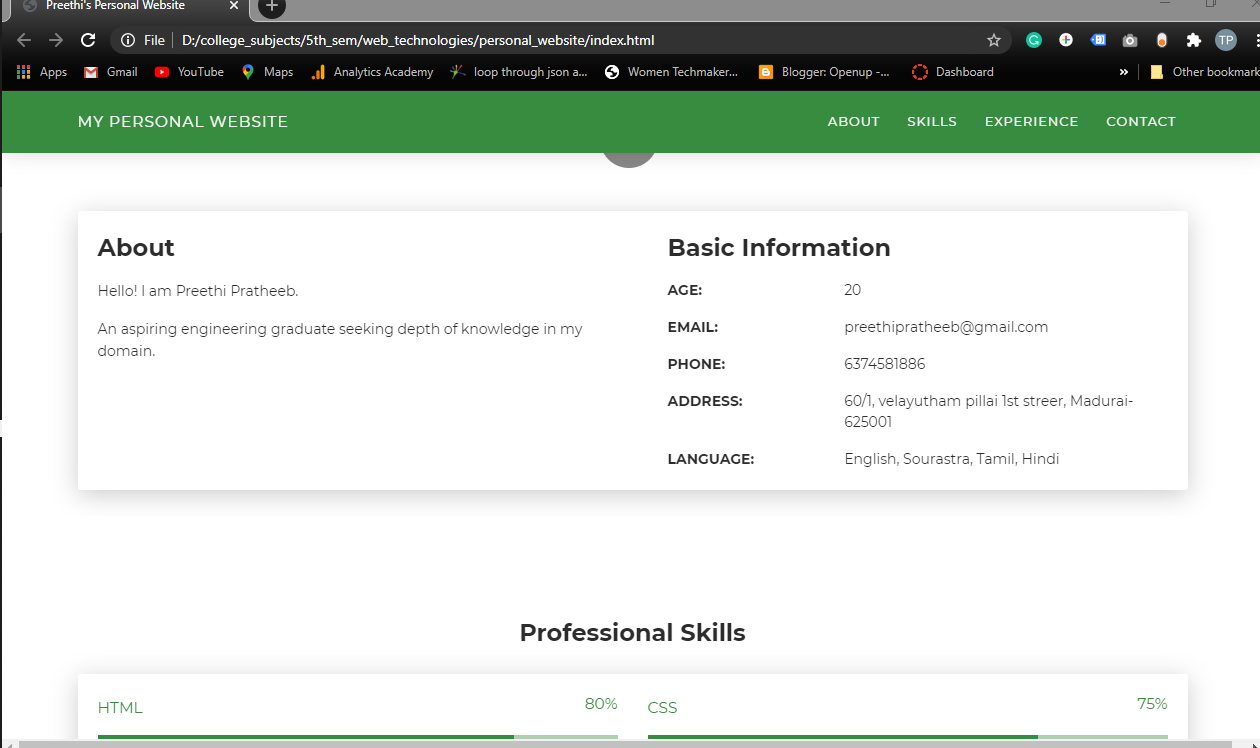 Preethi's Personal Website
File D:/college_subjects/5th_sem/web_technologies/personal_website/index.html
TP
Apps Gmail YouTube Maps Analytics Academy loop through json a... Women Techmaker... Blogger: Openup -... Dashboard » Other bookmark
MY PERSONAL WEBSITE ABOUT SKILLS EXPERIENCE CONTACT
About Basic Information
Hello! I am Preethi Pratheeb. AGE: 20
An aspiring engineering graduate seeking depth of knowledge in my
domain.
EMAIL: preethipratheeb@gmail.com
PHONE: 6374581886
ADDRESS: 60/1, velayutham pillai 1st streer, Madurai-
625001
LANGUAGE: English, Sourastra, Tamil, Hindi
Professional Skills
HTML 80% CSS 75%